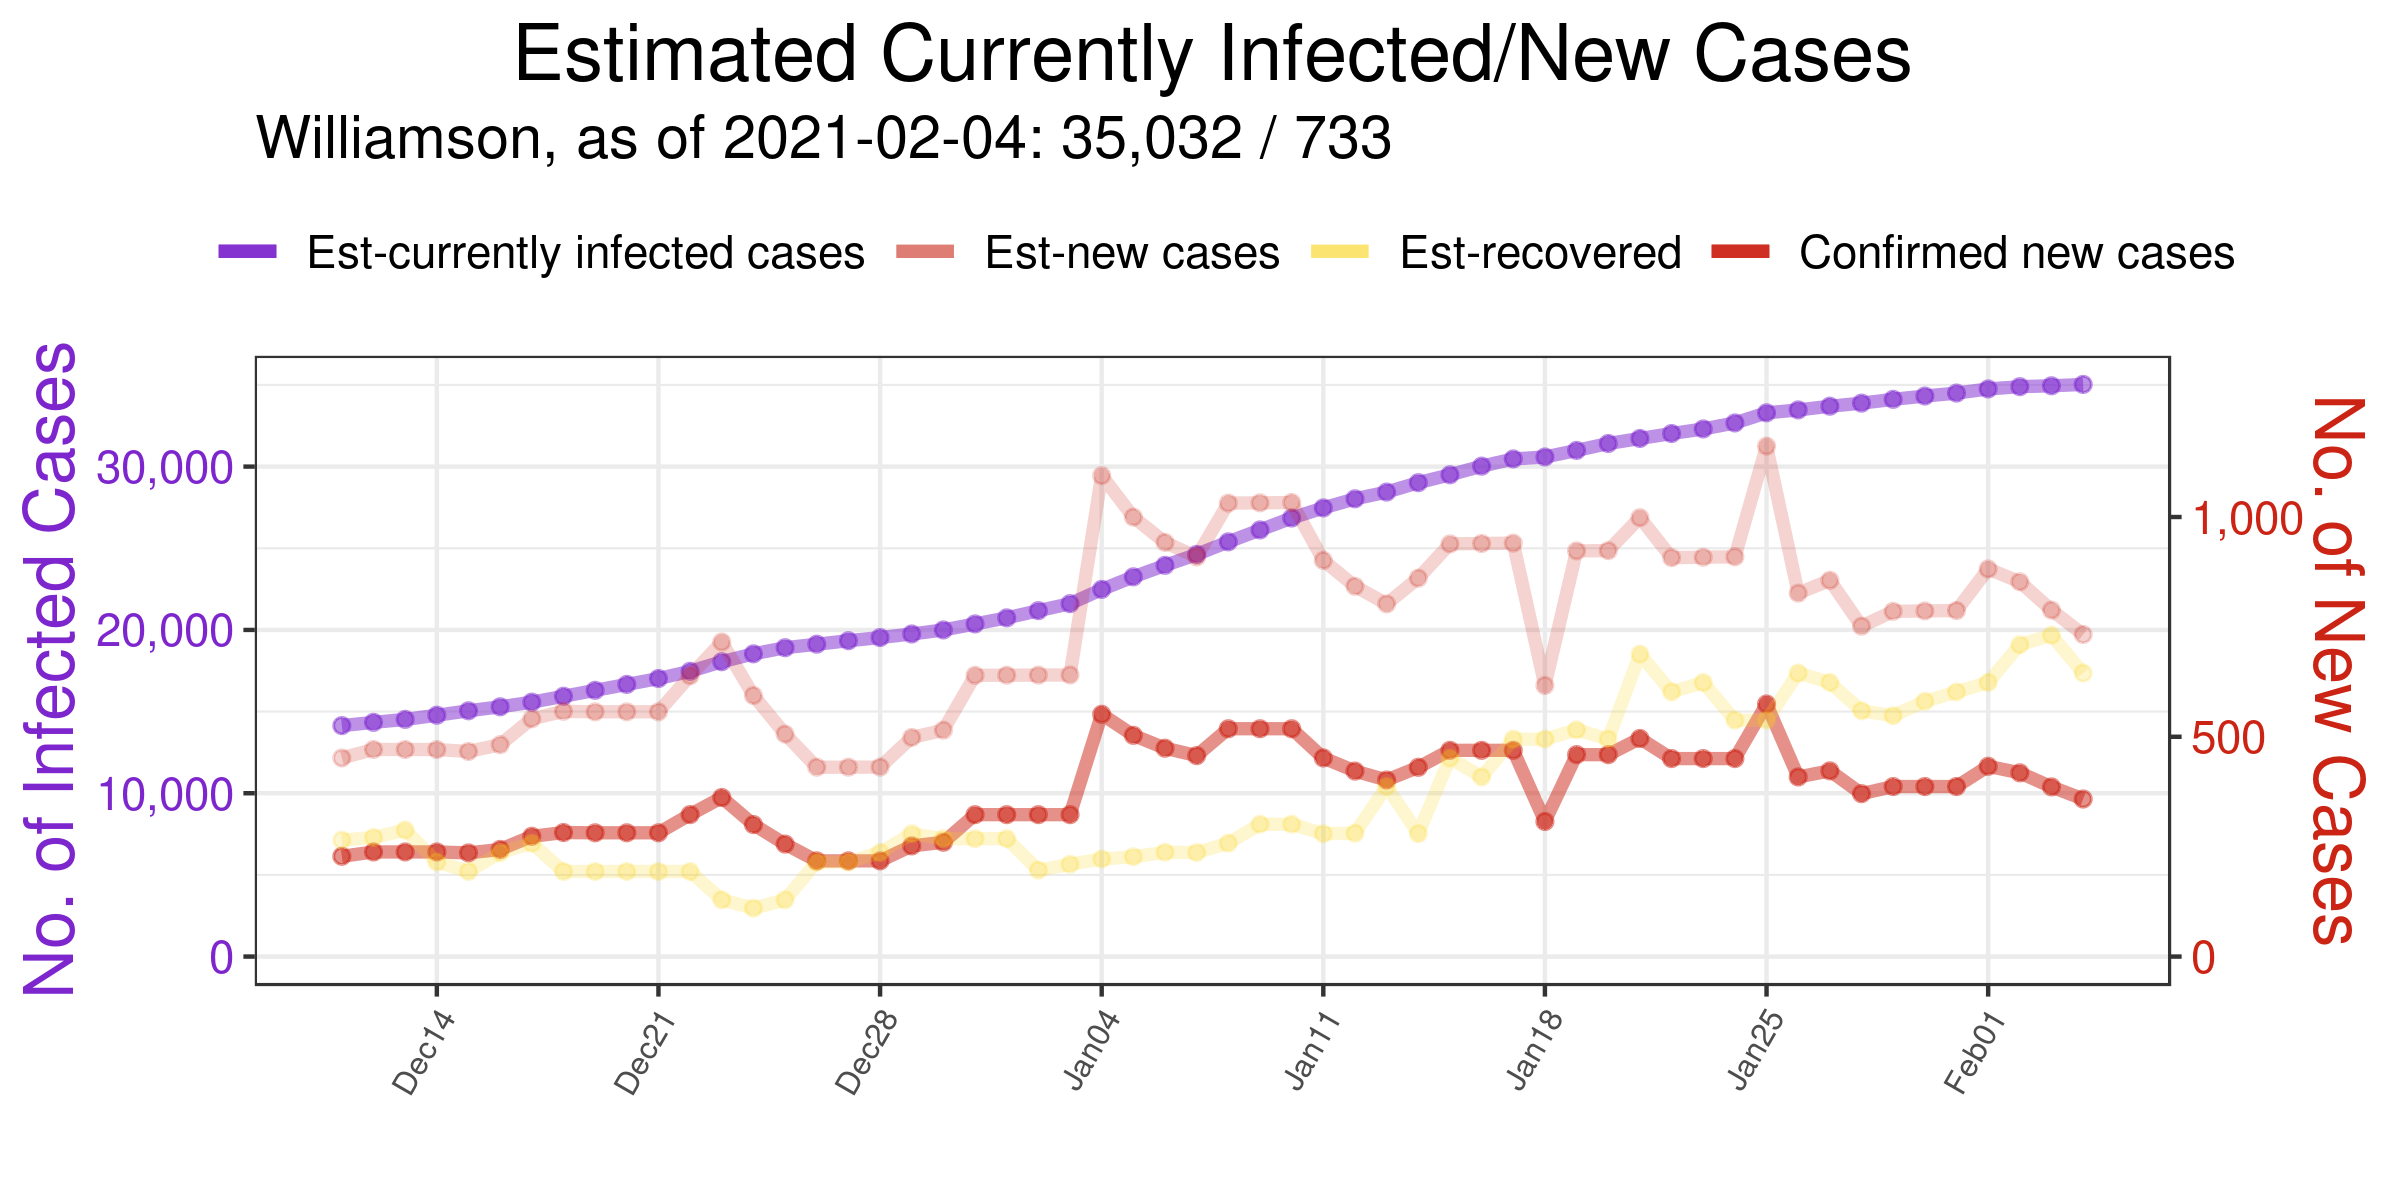 Estimated Currently Infected/New Cases
Williamson, as of 2021-02-04: 35,032 / 733
Est-currently infected cases Est-new cases Est-recovered Confirmed new cases
No. of Infected Cases
30,000
20,000
10,000
0
1,000
500
0
No. of New Cases
Dec14 Dec21 Dec28 Jan04 Jan11 Jan18 Jan25 Feb01